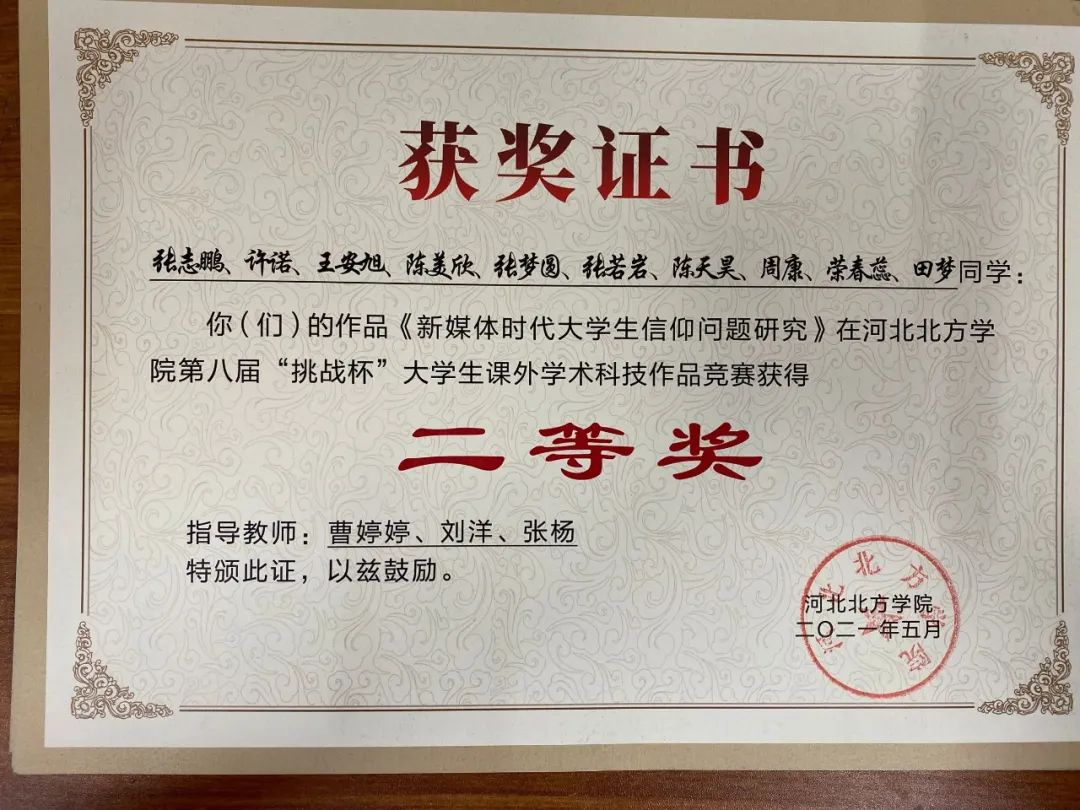 获奖证书
张志鹏、许诺、王安旭、陈美欣、张梦圆、张若岩、陈天昊、周康、荣春蕊、田梦同学：
你（们）的作品《新媒体时代大学生信仰问题研究》在河北北方学
院第八届“挑战杯”大学生课外学术科技作品竞赛获得
二等奖
指导教师：曹婷婷、刘洋、张杨
特颁此证，以兹鼓励。
河北北方学院
河北北方学院
二〇二一年五月